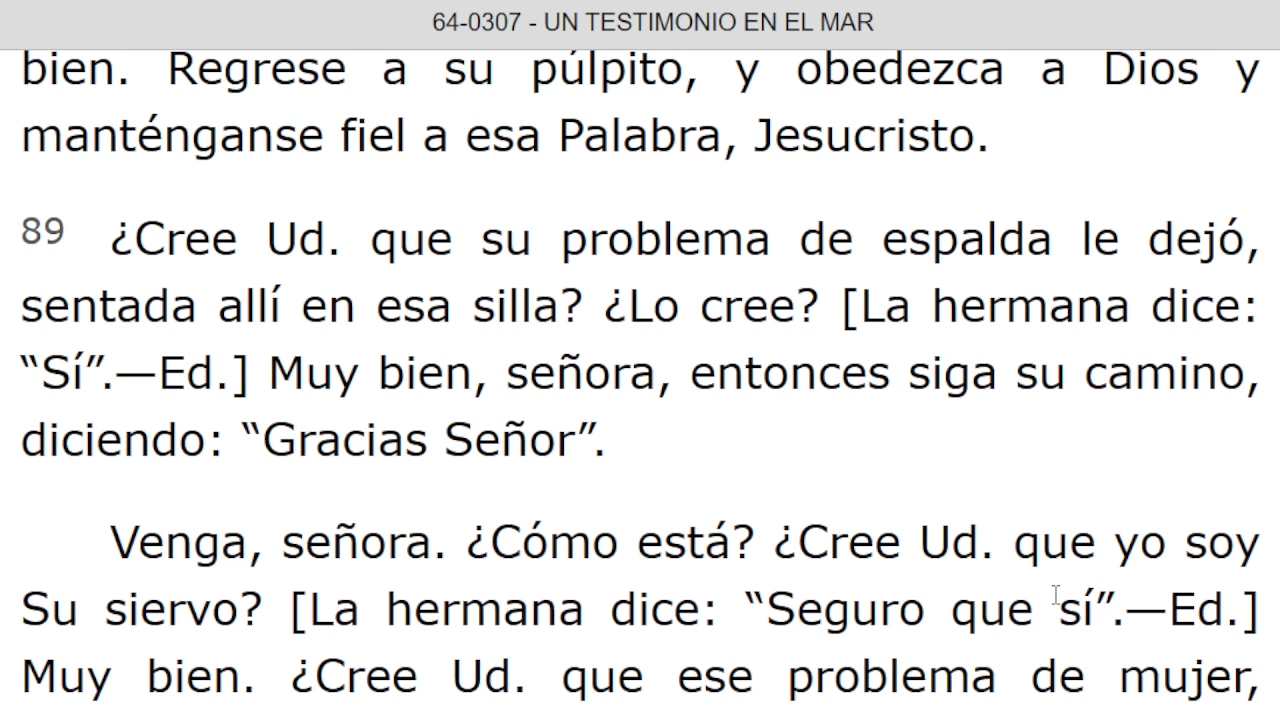 64-0307 - UN TESTIMONIO EN EL MAR
bien. Regrese a su púlpito, y obedezca a Dios y
manténganse fiel a esa Palabra, Jesucristo.
89 ¿Cree Ud. que su problema de espalda le dejó,
sentada allí en esa silla? ¿Lo cree? [La hermana dice:
“Sí”.—Ed.] Muy bien, señora, entonces siga su camino,
diciendo: “Gracias Señor”.
Venga, señora. ¿Cómo está? ¿Cree Ud. que yo soy
Su siervo? [La hermana dice: “Seguro que sí”.—Ed.]
Muy bien. ¿Cree Ud. que ese problema de mujer,